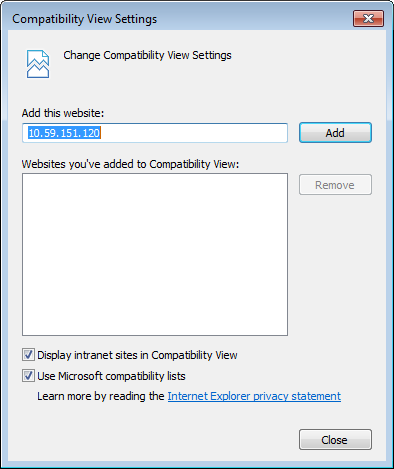 Compatibility View Settings
Change Compatibility View Settings
Add this website:
10.59.151.120
Add
Websites you've added to Compatibility View:
Remove
Display intranet sites in Compatibility View
Use Microsoft compatibility lists
Learn more by reading the Internet Explorer privacy statement
Close